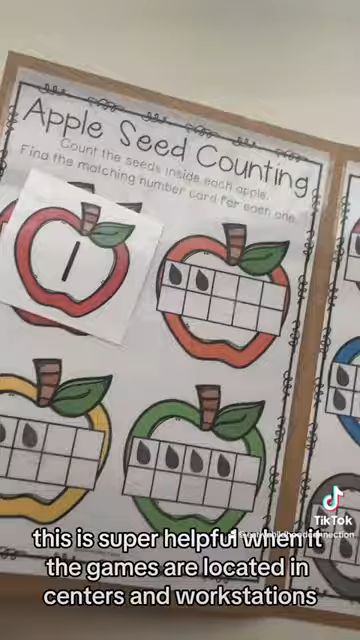 Apple Seed Counting
Count the seeds inside each apple.
Find the matching number card for each one.
1
TikTok
this is super helpful when it
the games are located in
centers and workstations